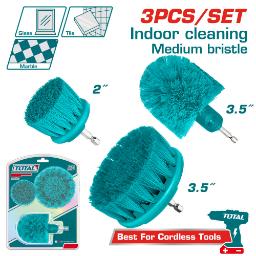 Glass
Tile
Marble
3PCS/SET
Indoor cleaning
Medium bristle
2"
3.5"
3.5"
TOTAL
Best For Cordless Tools
TOTAL